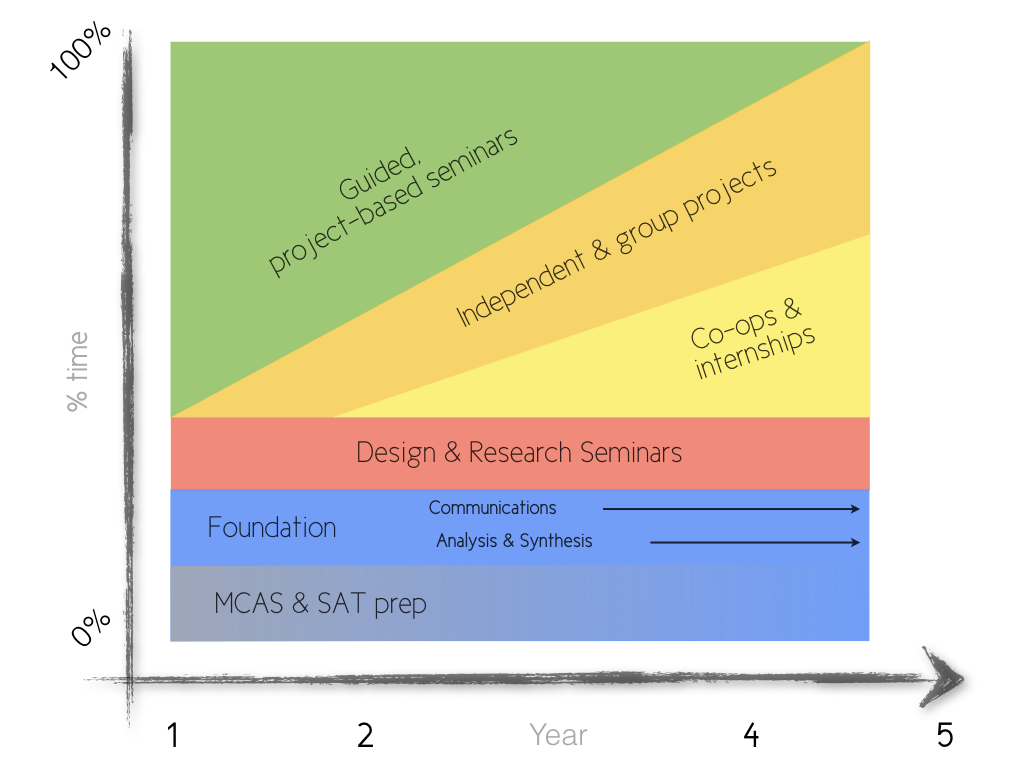 100%
Guided,
project-based seminars
Independent & group projects
Co-ops &
internships
% time
Design & Research Seminars
Foundation
Communications
Analysis & Synthesis
MCAS & SAT prep
0%
1 2 Year 4 5